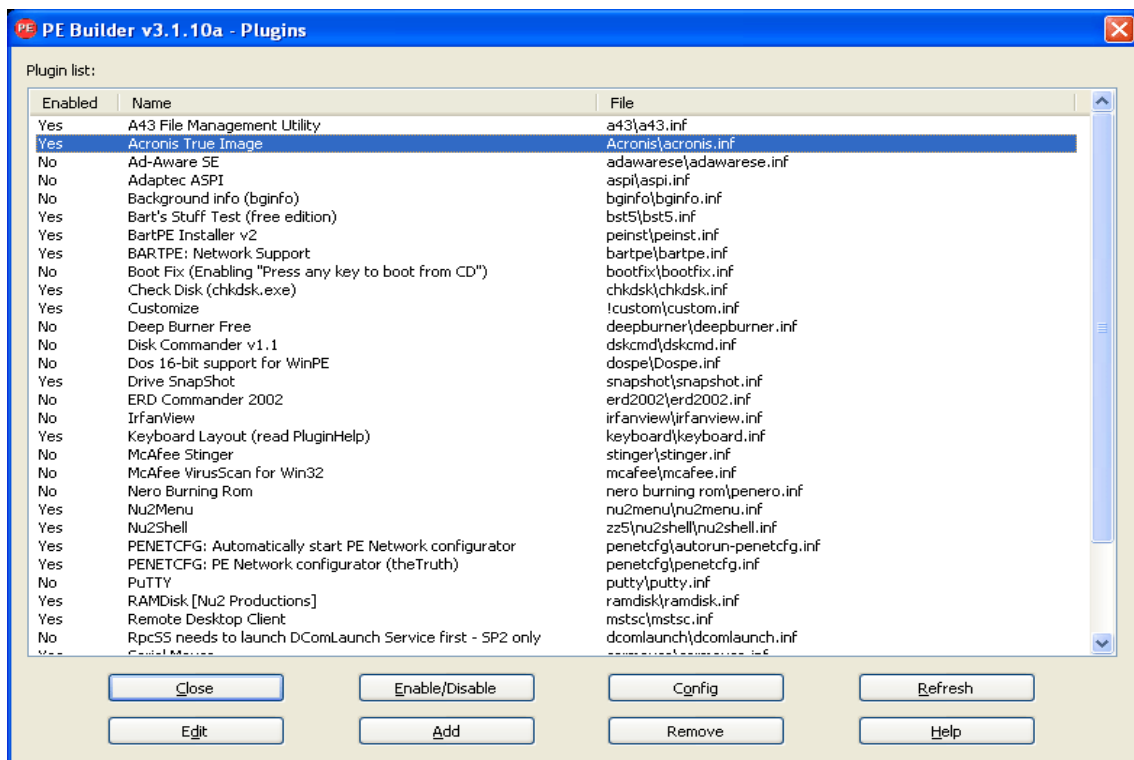 PE Builder v3.1.10a - Plugins
Plugin list:
Enabled Name File
Yes A43 File Management Utility a43\a43.inf
Yes Acronis True Image Acronis\acronis.inf
No Ad-Aware SE adawarese\adawarese.inf
No Adaptec ASPI aspi\aspi.inf
No Background info (bginfo) bginfo\bginfo.inf
Yes Bart's Stuff Test (free edition) bst5\bst5.inf
Yes BartPE Installer v2 peinst\peinst.inf
Yes BARTPE: Network Support bartpe\bartpe.inf
No Boot Fix (Enabling "Press any key to boot from CD") bootfix\bootfix.inf
Yes Check Disk (chkdsk.exe) chkdsk\chkdsk.inf
Yes Customize !custom\custom.inf
No Deep Burner Free deepburner\deepburner.inf
No Disk Commander v1.1 dskcmd\dskcmd.inf
No Dos 16-bit support for WinPE dospe\Dospe.inf
Yes Drive SnapShot snapshot\snapshot.inf
No ERD Commander 2002 erd2002\erd2002.inf
No IrfanView irfanview\irfanview.inf
Yes Keyboard Layout (read PluginHelp) keyboard\keyboard.inf
No McAfee Stinger stinger\stinger.inf
No McAfee VirusScan for Win32 mcafee\mcafee.inf
No Nero Burning Rom nero burning rom\penero.inf
Yes Nu2Menu nu2menu\nu2menu.inf
Yes Nu2Shell zz5\nu2shell\nu2shell.inf
Yes PENETCFG: Automatically start PE Network configurator penetcfg\autorun-penetcfg.inf
Yes PENETCFG: PE Network configurator (theTruth) penetcfg\penetcfg.inf
No PuTTY putty\putty.inf
Yes RAMDisk [Nu2 Productions] ramdisk\ramdisk.inf
Yes Remote Desktop Client mstsc\mstsc.inf
No RpcSS needs to launch DComLaunch Service first - SP2 only dcomlaunch\dcomlaunch.inf
Close Enable/Disable Config Refresh
Edit Add Remove Help